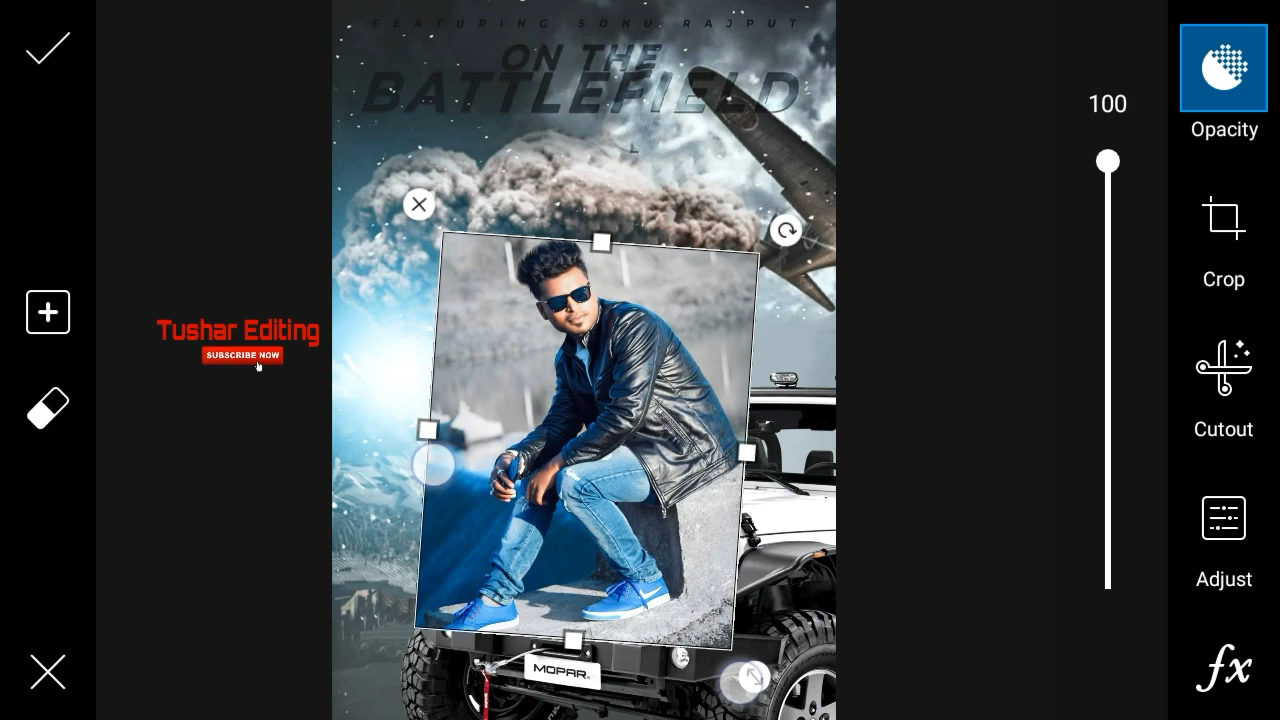 FEATURING SONU RAJPUT
ON THE
BATTLEFIELD
100
Opacity
Crop
Tushar Editing
SUBSCRIBE NOW
Cutout
Adjust
MOPAR
fx